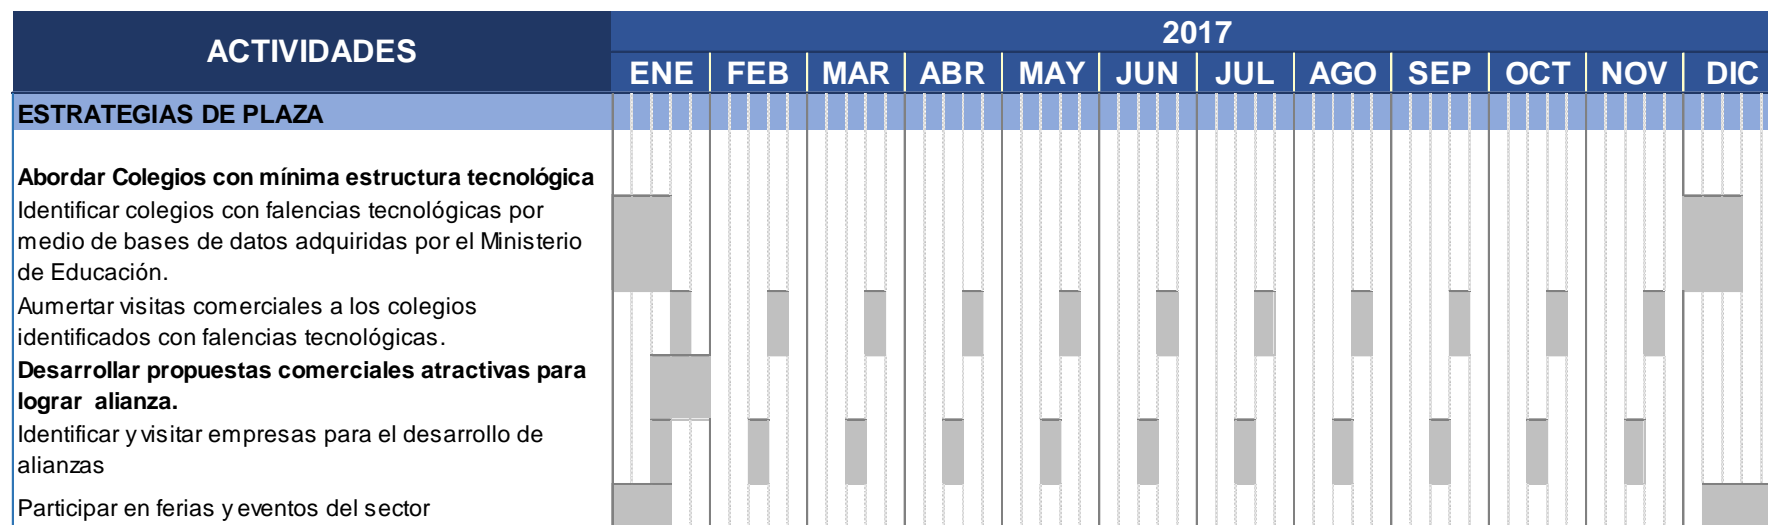 ACTIVIDADES
2017
ENE FEB MAR ABR MAY JUN JUL AGO SEP OCT NOV DIC
ESTRATEGIAS DE PLAZA
Abordar Colegios con mínima estructura tecnológica
Identificar colegios con falencias tecnológicas por
medio de bases de datos adquiridas por el Ministerio
de Educación.
Aumertar visitas comerciales a los colegios
identificados con falencias tecnológicas.
Desarrollar propuestas comerciales atractivas para
lograr alianza.
Identificar y visitar empresas para el desarrollo de
alianzas
Participar en ferias y eventos del sector